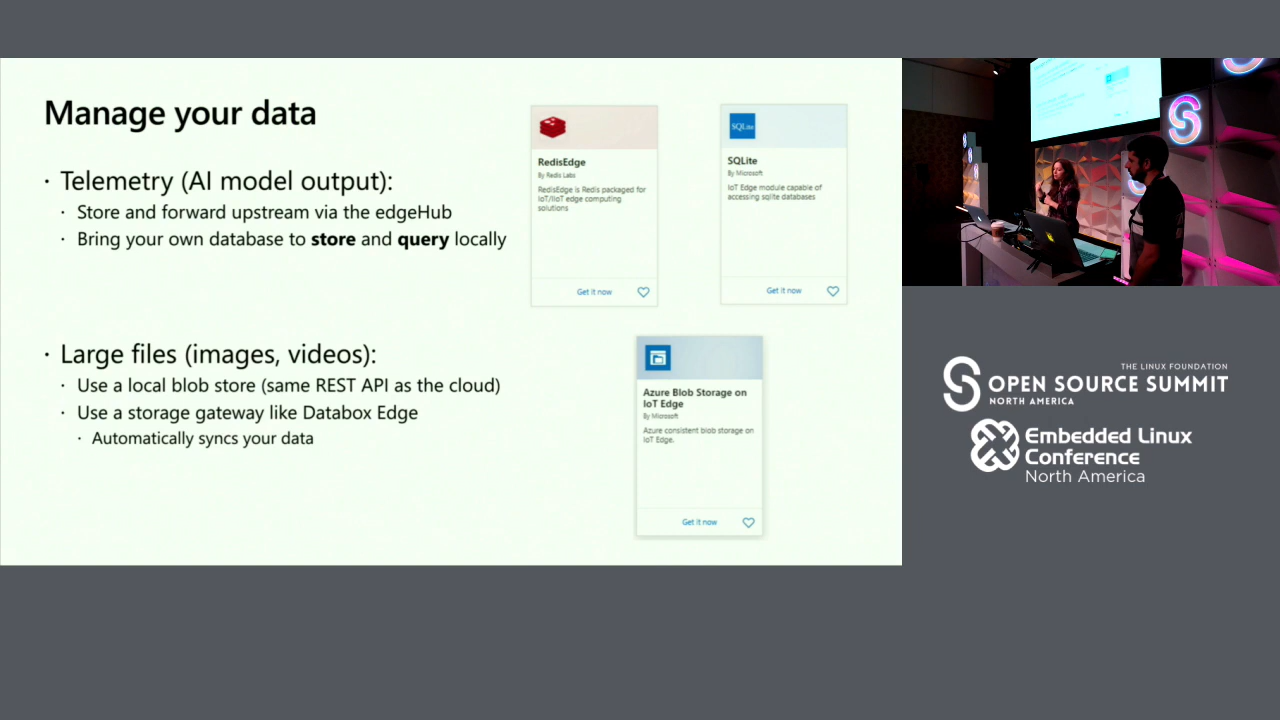 Manage your data
· Telemetry (AI model output):
· Store and forward upstream via the edgeHub
· Bring your own database to store and query locally
· Large files (images, videos):
· Use a local blob store (same REST API as the cloud)
· Use a storage gateway like Databox Edge
· Automatically syncs your data
RedisEdge
By Redis Labs
RedisEdge is Redis packaged for
IoT/IIoT edge computing
solutions
Get it now
SQLite
SQLite
By Microsoft
IoT Edge module capable of
accessing sqlite databases
Get it now
Azure Blob Storage on
IoT Edge
By Microsoft
Azure consistent blob storage on
IoT Edge.
Get it now
THE LINUX FOUNDATION
OPEN SOURCE SUMMIT
NORTH AMERICA
Embedded Linux
Conference
North America